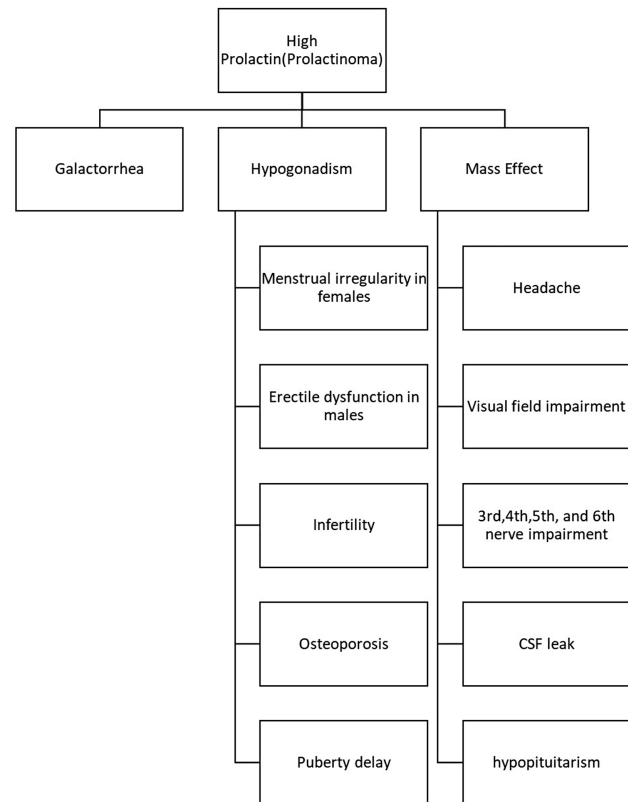 High
Prolactin(Prolactinoma)
Galactorrhea
Hypogonadism
Mass Effect
Menstrual irregularity in
females
Erectile dysfunction in
males
Infertility
Osteoporosis
Puberty delay
Headache
Visual field impairment
3rd,4th,5th, and 6th
nerve impairment
CSF leak
hypopituitarism